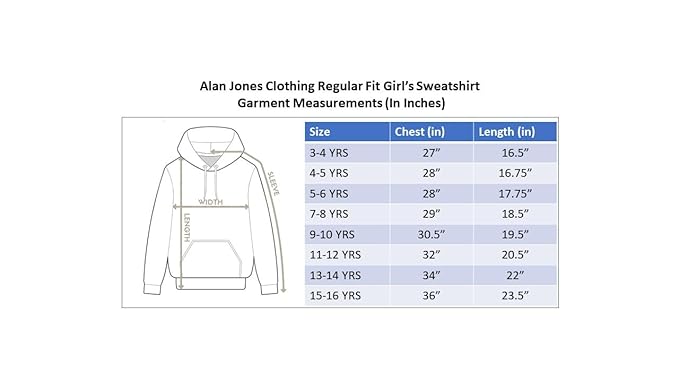 Alan Jones Clothing Regular Fit Girl's Sweatshirt
Garment Measurements (In Inches)
SLEEVE
WIDTH
LENGTH
Size Chest (in) Length (in)
3-4 YRS 27” 16.5”
4-5 YRS 28” 16.75”
5-6 YRS 28” 17.75”
7-8 YRS 29” 18.5”
9-10 YRS 30.5” 19.5”
11-12 YRS 32” 20.5”
13-14 YRS 34” 22”
15-16 YRS 36” 23.5”